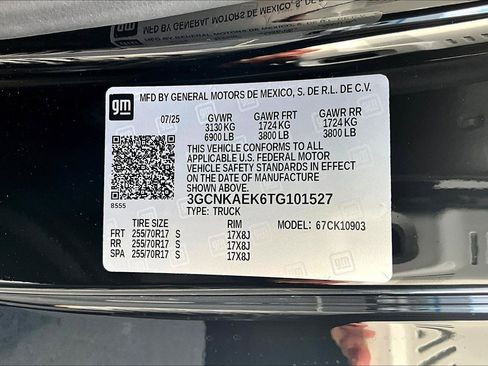 gm
MFD BY GENERAL MOTORS DE MEXICO, S. DE R.L. DE C.V.
07/25 GVWR GAWR FRT GAWR RR
3130 KG 1724 KG 1724 KG
6900 LB 3800 LB 3800 LB
THIS VEHICLE CONFORMS TO ALL
APPLICABLE U.S. FEDERAL MOTOR
VEHICLE SAFETY STANDARDS IN EFFECT
ON THE DATE OF MANUFACTURE
SHOWN ABOVE.
8555
3GCNKAEK6TG101527
TYPE: TRUCK
TIRE SIZE RIM MODEL: 67CK10903
FRT 255/70R17 S 17X8J
RR 255/70R17 S 17X8J
SPA 255/70R17 S 17X8J